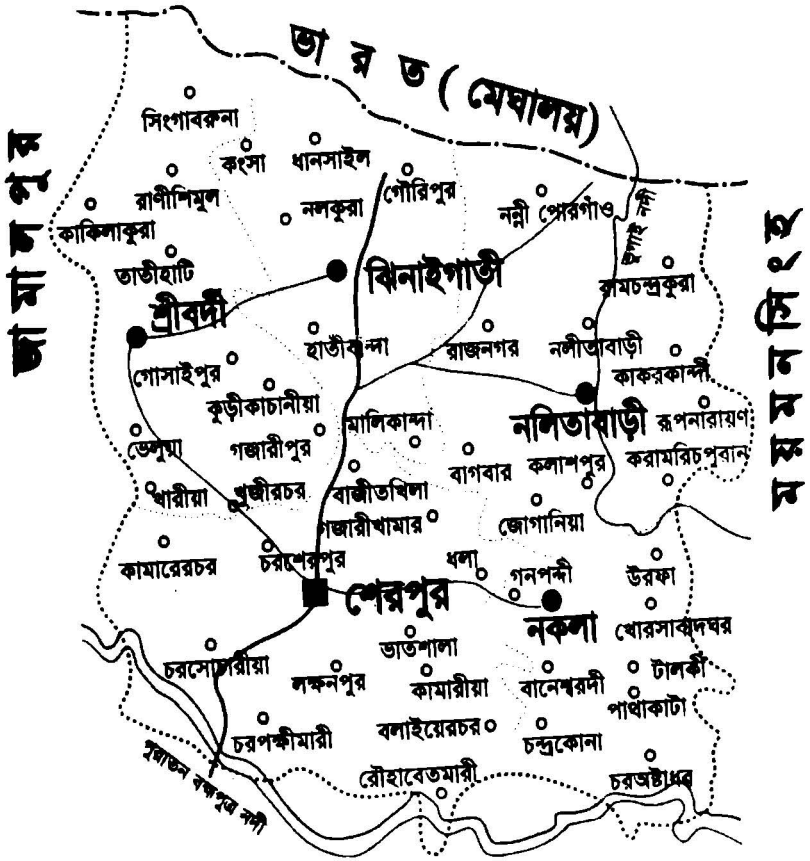 ভারত (মেঘালয়)
জামালপুর
ময়মনসিংহ
সিংগাবরুনা
কংসা
ধানসাইল
রাণীশিমুল
গৌরিপুর
নলকুরা
নন্নী
পোরগাঁও
কাকিলাকুরা
ভুগাই নদী
তাতীহাটি
ঝিনাইগাতী
রামচন্দ্রকুরা
শ্রীবর্দী
হাতীবান্দা
রাজনগর
নলীতাবাড়ী
গোসাইপুর
কাকরকান্দী
কুড়ীকাচানীয়া
মালিকান্দা
নলিতাবাড়ী
রূপনারায়ণ
ভেলুয়া
গজারীপুর
বাগবার
কলাশপুর
করামরিচপুরান
খারীয়া
খুজীরচর
বাজীতখিলা
গজারীখামার
জোগানিয়া
কামারেরচর
চরশেরপুর
ধলা
গনপদ্দী
উরফা
শেরপুর
নকলা
খোরসাবাদঘর
ভাতশালা
চরসোনারীয়া
লক্ষনপুর
কামারীয়া
বানেশ্বরদী
টালকী
পাথাকাটা
চরপক্ষীমারী
বলাইয়েরচর
চন্দ্রকোনা
পুরাতন বহ্মপুত্র নদী
রৌহাবেতমারী
চরঅষ্টাধর